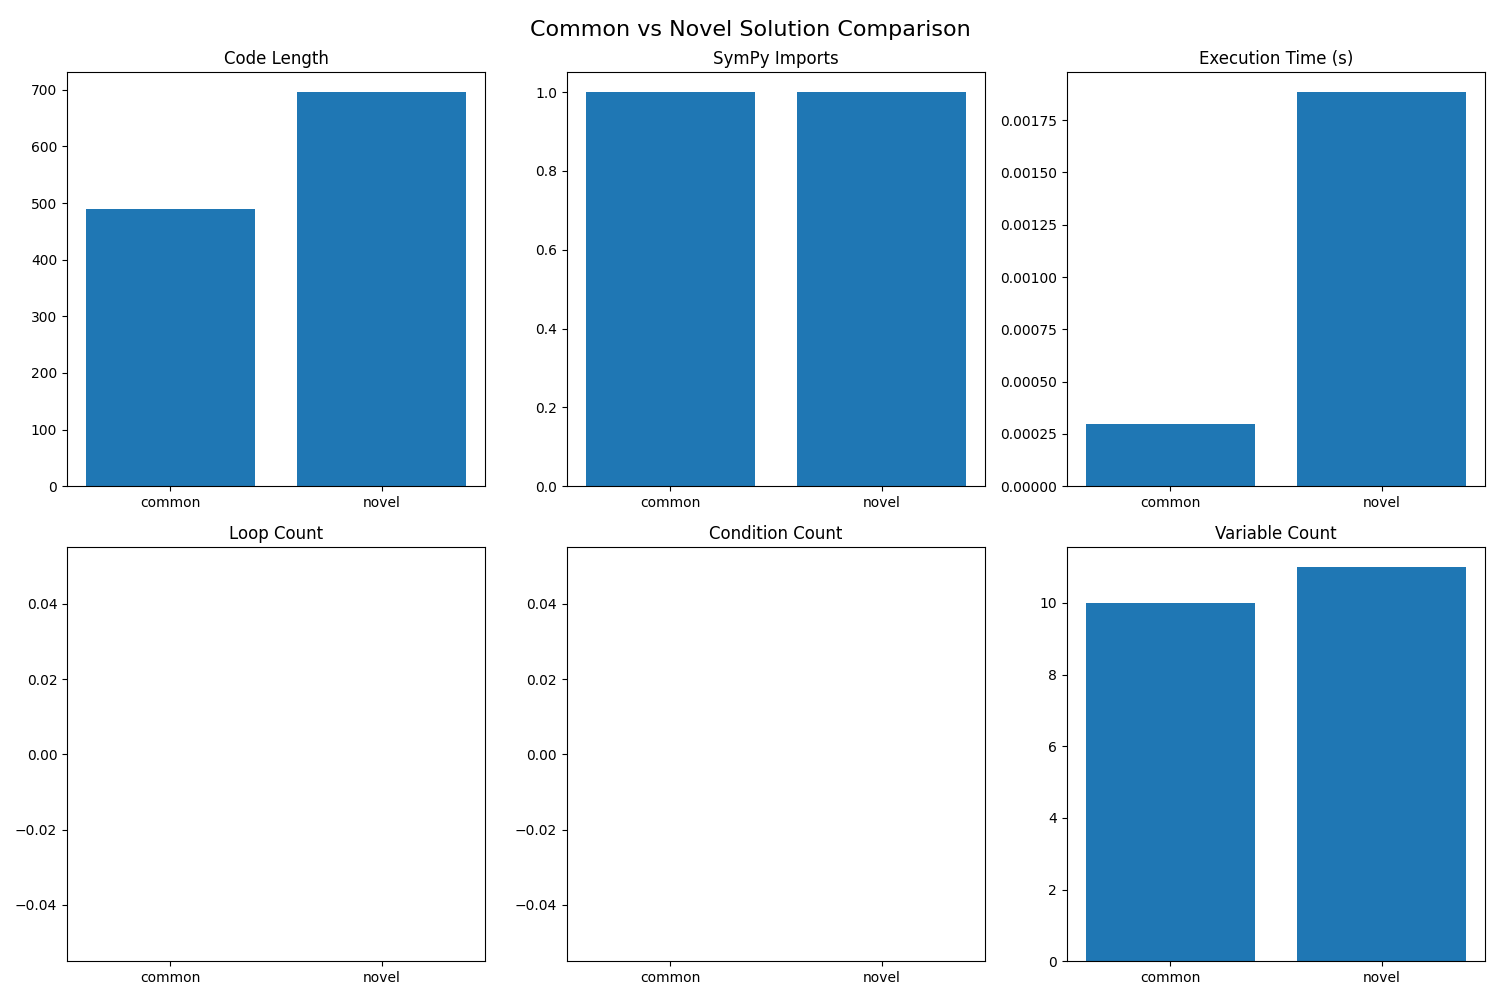 Common vs Novel Solution Comparison
Code Length
700
600
500
400
300
200
100
0
common novel
SymPy Imports
1.0
0.8
0.6
0.4
0.2
0.0
common novel
Execution Time (s)
0.00175
0.00150
0.00125
0.00100
0.00075
0.00050
0.00025
0.00000
common novel
Loop Count
0.04
0.02
0.00
−0.02
−0.04
common novel
Condition Count
0.04
0.02
0.00
−0.02
−0.04
common novel
Variable Count
10
8
6
4
2
0
common novel